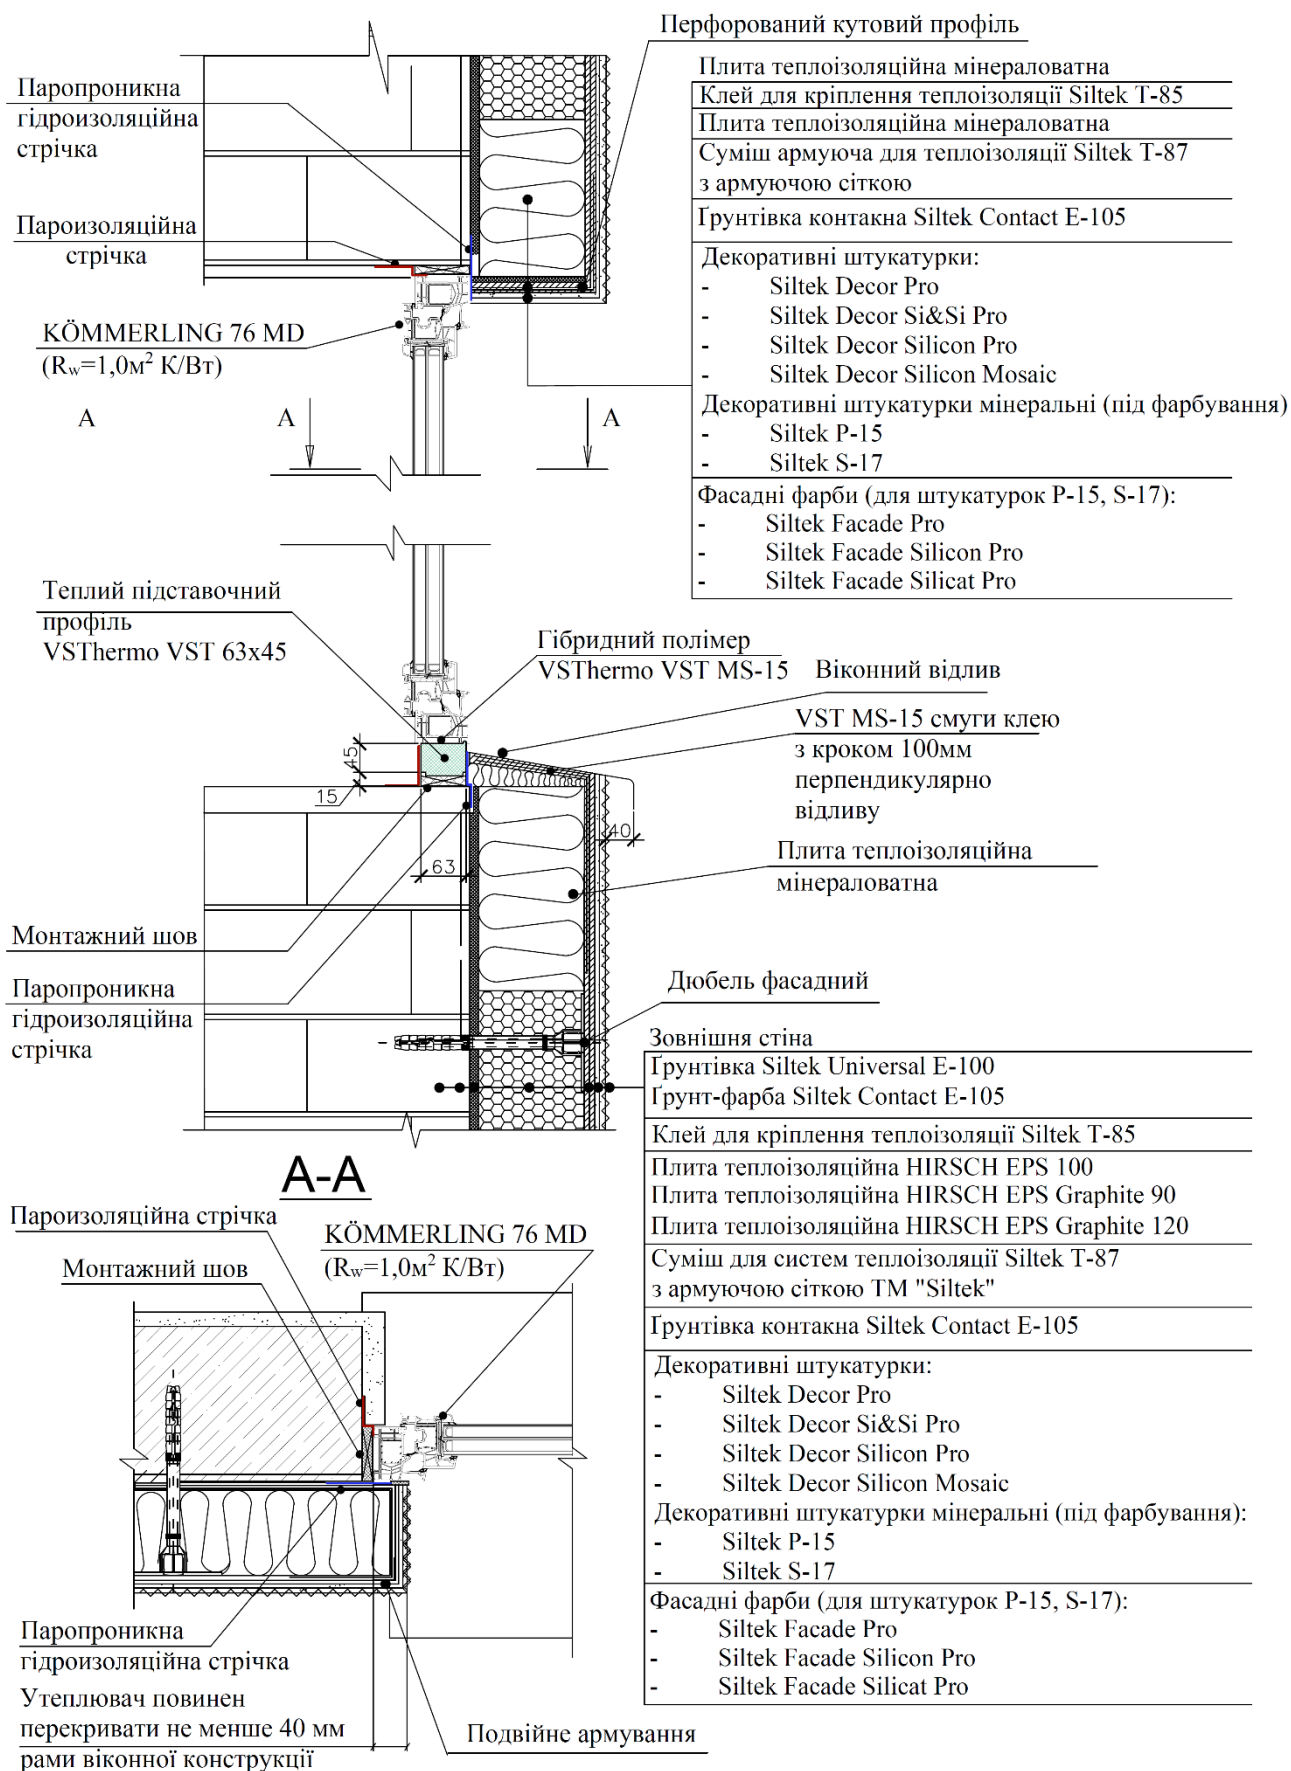 Перфорований кутовий профіль
Плита теплоізоляційна мінераловатна
Клей для кріплення теплоізоляції Siltek T-85
Плита теплоізоляційна мінераловатна
Суміш армуюча для теплоізоляції Siltek T-87
з армуючою сіткою
Ґрунтівка контакна Siltek Contact E-105
Декоративні штукатурки:
- Siltek Decor Pro
- Siltek Decor Si&Si Pro
- Siltek Decor Silicon Pro
- Siltek Decor Silicon Mosaic
Декоративні штукатурки мінеральні (під фарбування)
- Siltek P-15
- Siltek S-17
Фасадні фарби (для штукатурок P-15, S-17):
- Siltek Facade Pro
- Siltek Facade Silicon Pro
- Siltek Facade Silicat Pro
Паропроникна
гідроизоляційна
стрічка
Пароизоляційна
стрічка
KÖMMERLING 76 MD
(Rw=1,0м² К/Вт)
А
А
А
Теплий підставочний
профіль
VSThermo VST 63x45
Гібридний полімер
VSThermo VST MS-15
Віконний відлив
VST MS-15 смуги клею
з кроком 100мм
перпендикулярно
відливу
45
15
63
40
Плита теплоізоляційна
мінераловатна
Монтажний шов
Паропроникна
гідроизоляційна
стрічка
Дюбель фасадний
Зовнішня стіна
Ґрунтівка Siltek Universal E-100
Ґрунт-фарба Siltek Contact E-105
Клей для кріплення теплоізоляції Siltek T-85
Плита теплоізоляційна HIRSCH EPS 100
Плита теплоізоляційна HIRSCH EPS Graphite 90
Плита теплоізоляційна HIRSCH EPS Graphite 120
Суміш для систем теплоізоляції Siltek T-87
з армуючою сіткою ТМ "Siltek"
Ґрунтівка контакна Siltek Contact E-105
Декоративні штукатурки:
- Siltek Decor Pro
- Siltek Decor Si&Si Pro
- Siltek Decor Silicon Pro
- Siltek Decor Silicon Mosaic
Декоративні штукатурки мінеральні (під фарбування):
- Siltek P-15
- Siltek S-17
Фасадні фарби (для штукатурок P-15, S-17):
- Siltek Facade Pro
- Siltek Facade Silicon Pro
- Siltek Facade Silicat Pro
А-А
Пароизоляційна стрічка
KÖMMERLING 76 MD
(Rw=1,0м² К/Вт)
Монтажний шов
Паропроникна
гідроизоляційна стрічка
Утеплювач повинен
перекривати не менше 40 мм
рами віконної конструкції
Подвійне армування